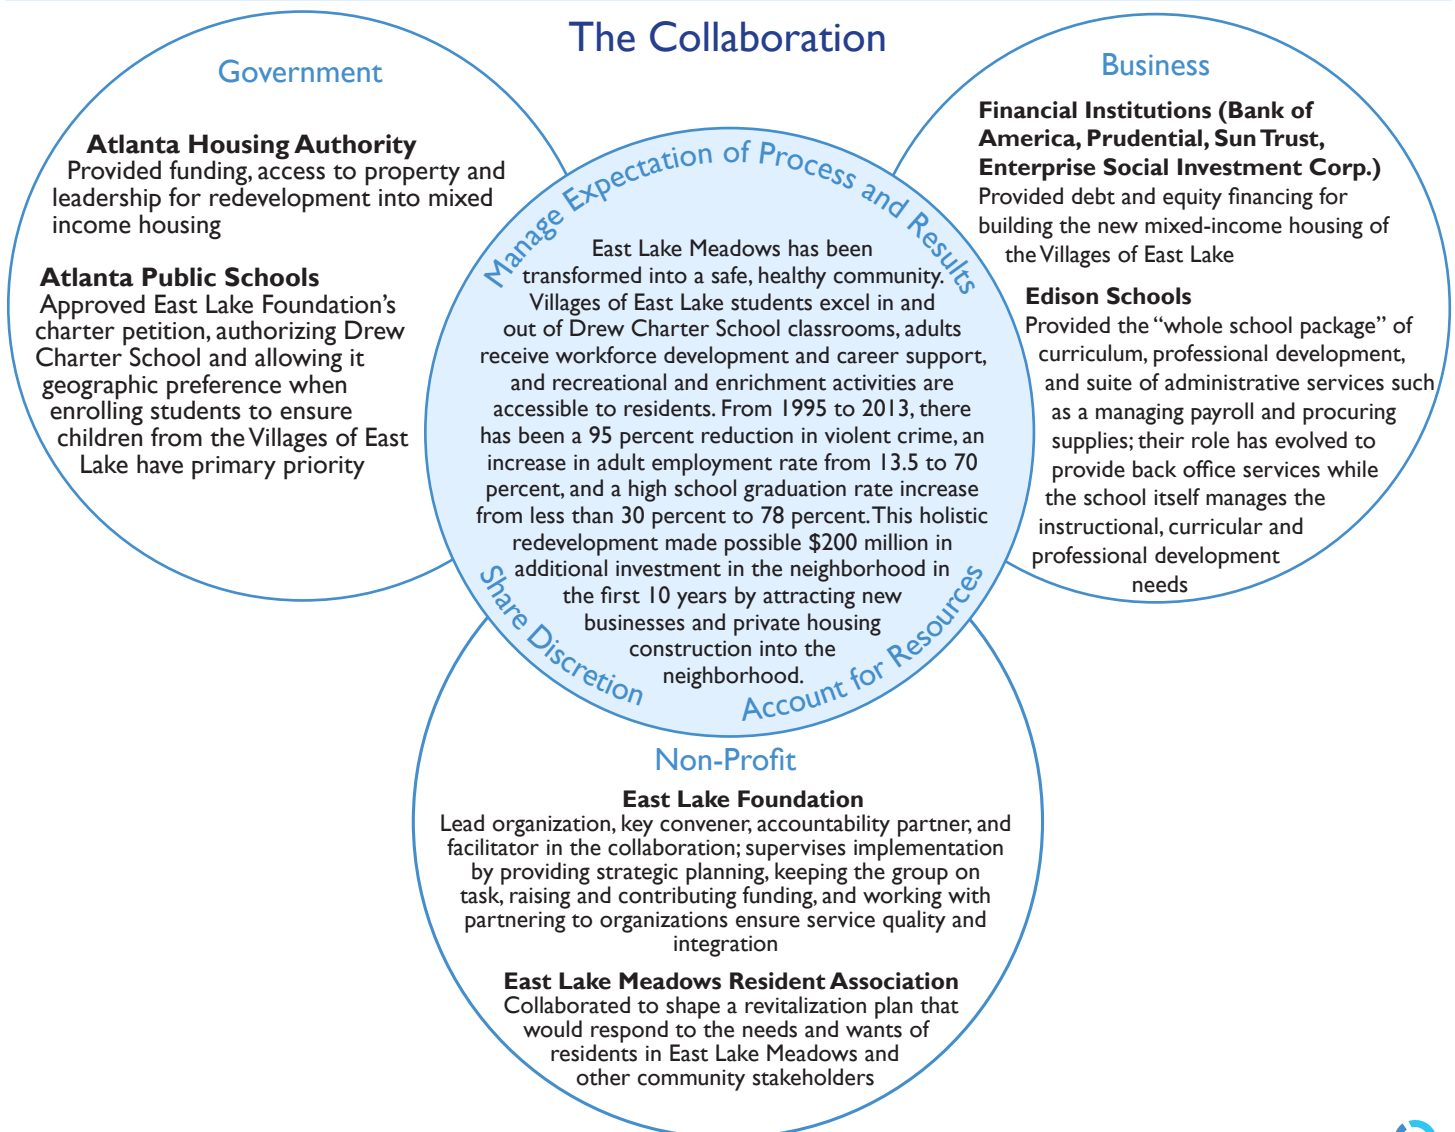 The Collaboration
Government
Atlanta Housing Authority
Provided funding, access to property and
leadership for redevelopment into mixed
income housing
Atlanta Public Schools
Approved East Lake Foundation’s
charter petition, authorizing Drew
Charter School and allowing it
geographic preference when
enrolling students to ensure
children from the Villages of East
Lake have primary priority
Manage Expectation of Process and Results
East Lake Meadows has been
transformed into a safe, healthy community.
Villages of East Lake students excel in and
out of Drew Charter School classrooms, adults
receive workforce development and career support,
and recreational and enrichment activities are
accessible to residents. From 1995 to 2013, there
has been a 95 percent reduction in violent crime, an
increase in adult employment rate from 13.5 to 70
percent, and a high school graduation rate increase
from less than 30 percent to 78 percent. This holistic
redevelopment made possible $200 million in
additional investment in the neighborhood in
the first 10 years by attracting new
businesses and private housing
construction into the
neighborhood.
Share Discretion
Account for Resources
Business
Financial Institutions (Bank of
America, Prudential, Sun Trust,
Enterprise Social Investment Corp.)
Provided debt and equity financing for
building the new mixed-income housing of
the Villages of East Lake
Edison Schools
Provided the “whole school package” of
curriculum, professional development,
and suite of administrative services such
as a managing payroll and procuring
supplies; their role has evolved to
provide back office services while
the school itself manages the
instructional, curricular and
professional development
needs
Non-Profit
East Lake Foundation
Lead organization, key convener, accountability partner, and
facilitator in the collaboration; supervises implementation
by providing strategic planning, keeping the group on
task, raising and contributing funding, and working with
partnering to organizations ensure service quality and
integration
East Lake Meadows Resident Association
Collaborated to shape a revitalization plan that
would respond to the needs and wants of
residents in East Lake Meadows and
other community stakeholders